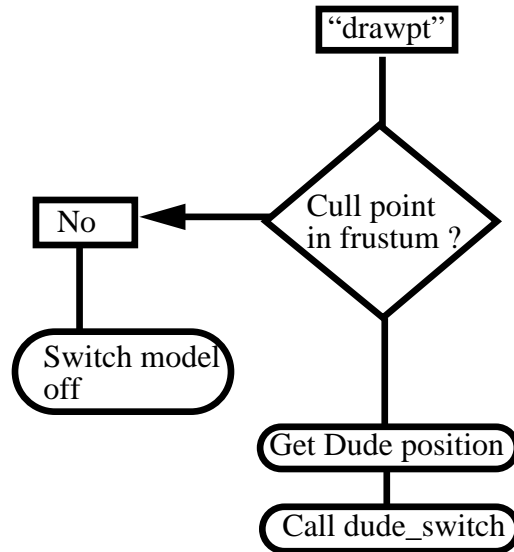 “drawpt”
Cull point
in frustum ?
No
Switch model
off
Get Dude position
Call dude_switch